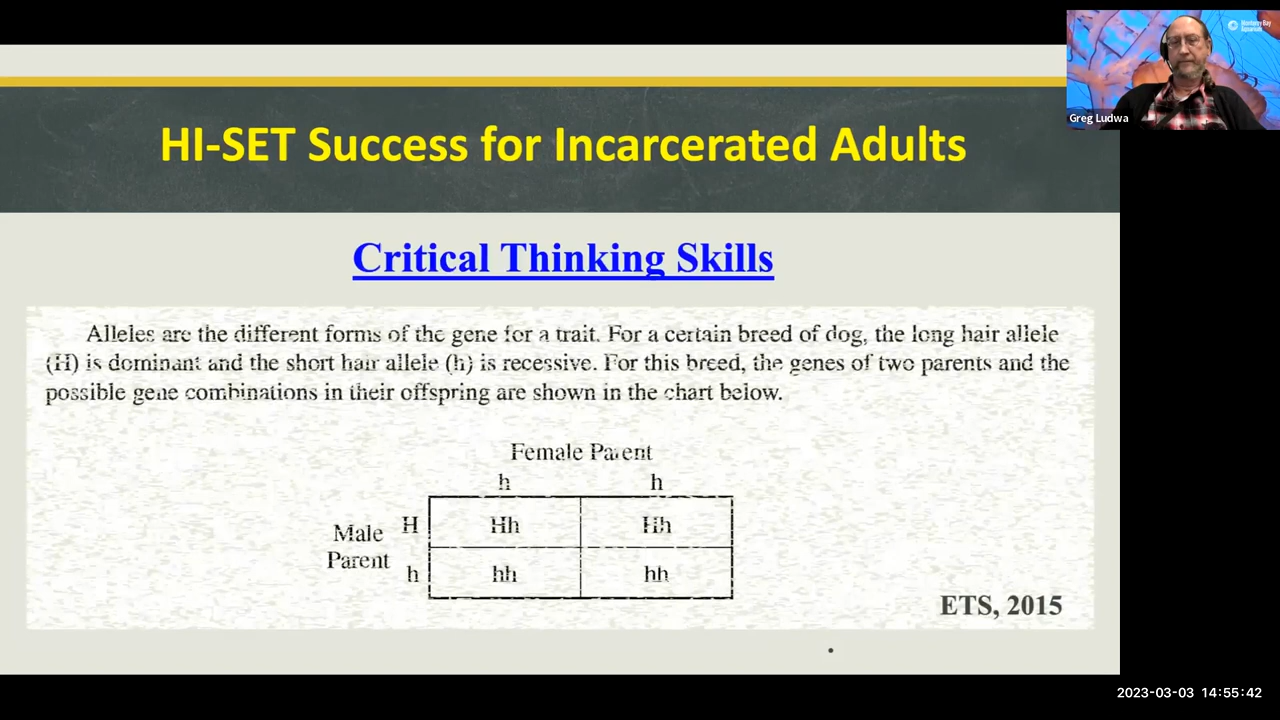 HI-SET Success for Incarcerated Adults
Critical Thinking Skills
Alleles are the different forms of the gene for a trait. For a certain breed of dog, the long hair allele
(H) is dominant and the short hair allele (h) is recessive. For this breed, the genes of two parents and the
possible gene combinations in their offspring are shown in the chart below.
Female Parent
h h
Male Parent
H Hh Hh
h hh hh
ETS, 2015
Monterey Bay
Aquarium
Greg Ludwa
2023-03-03 14:55:42